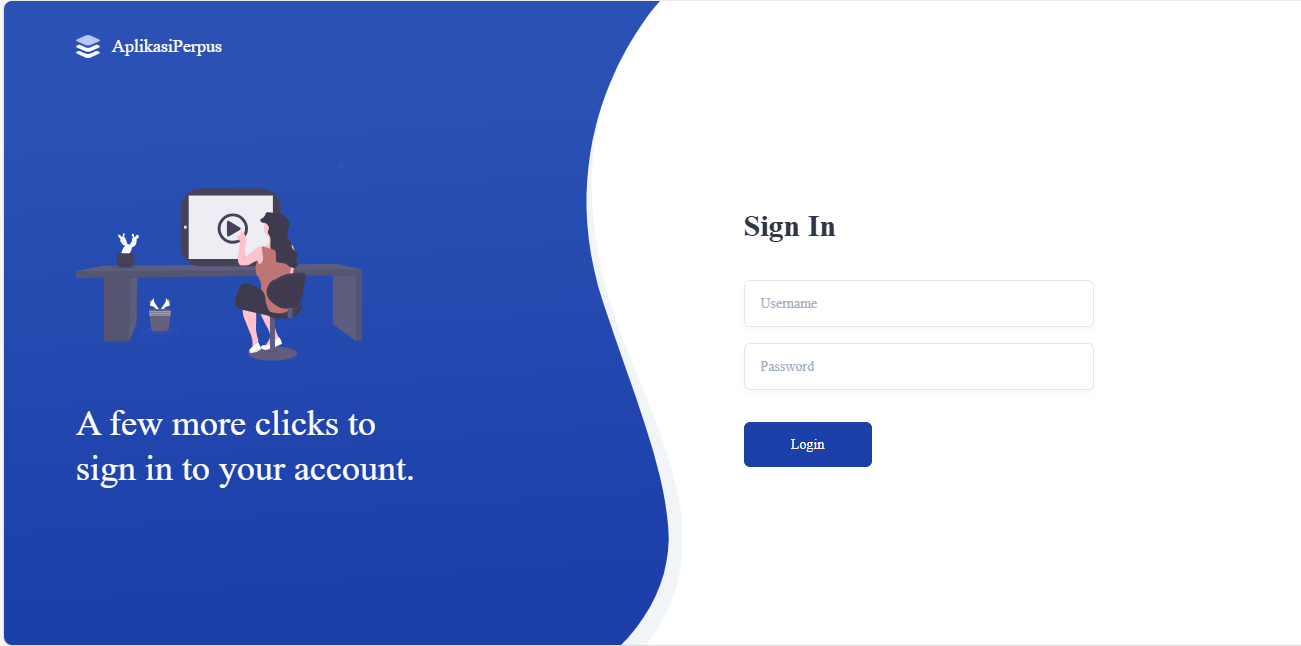 AplikasiPerpus
A few more clicks to
sign in to your account.
Sign In
Username
Password
Login